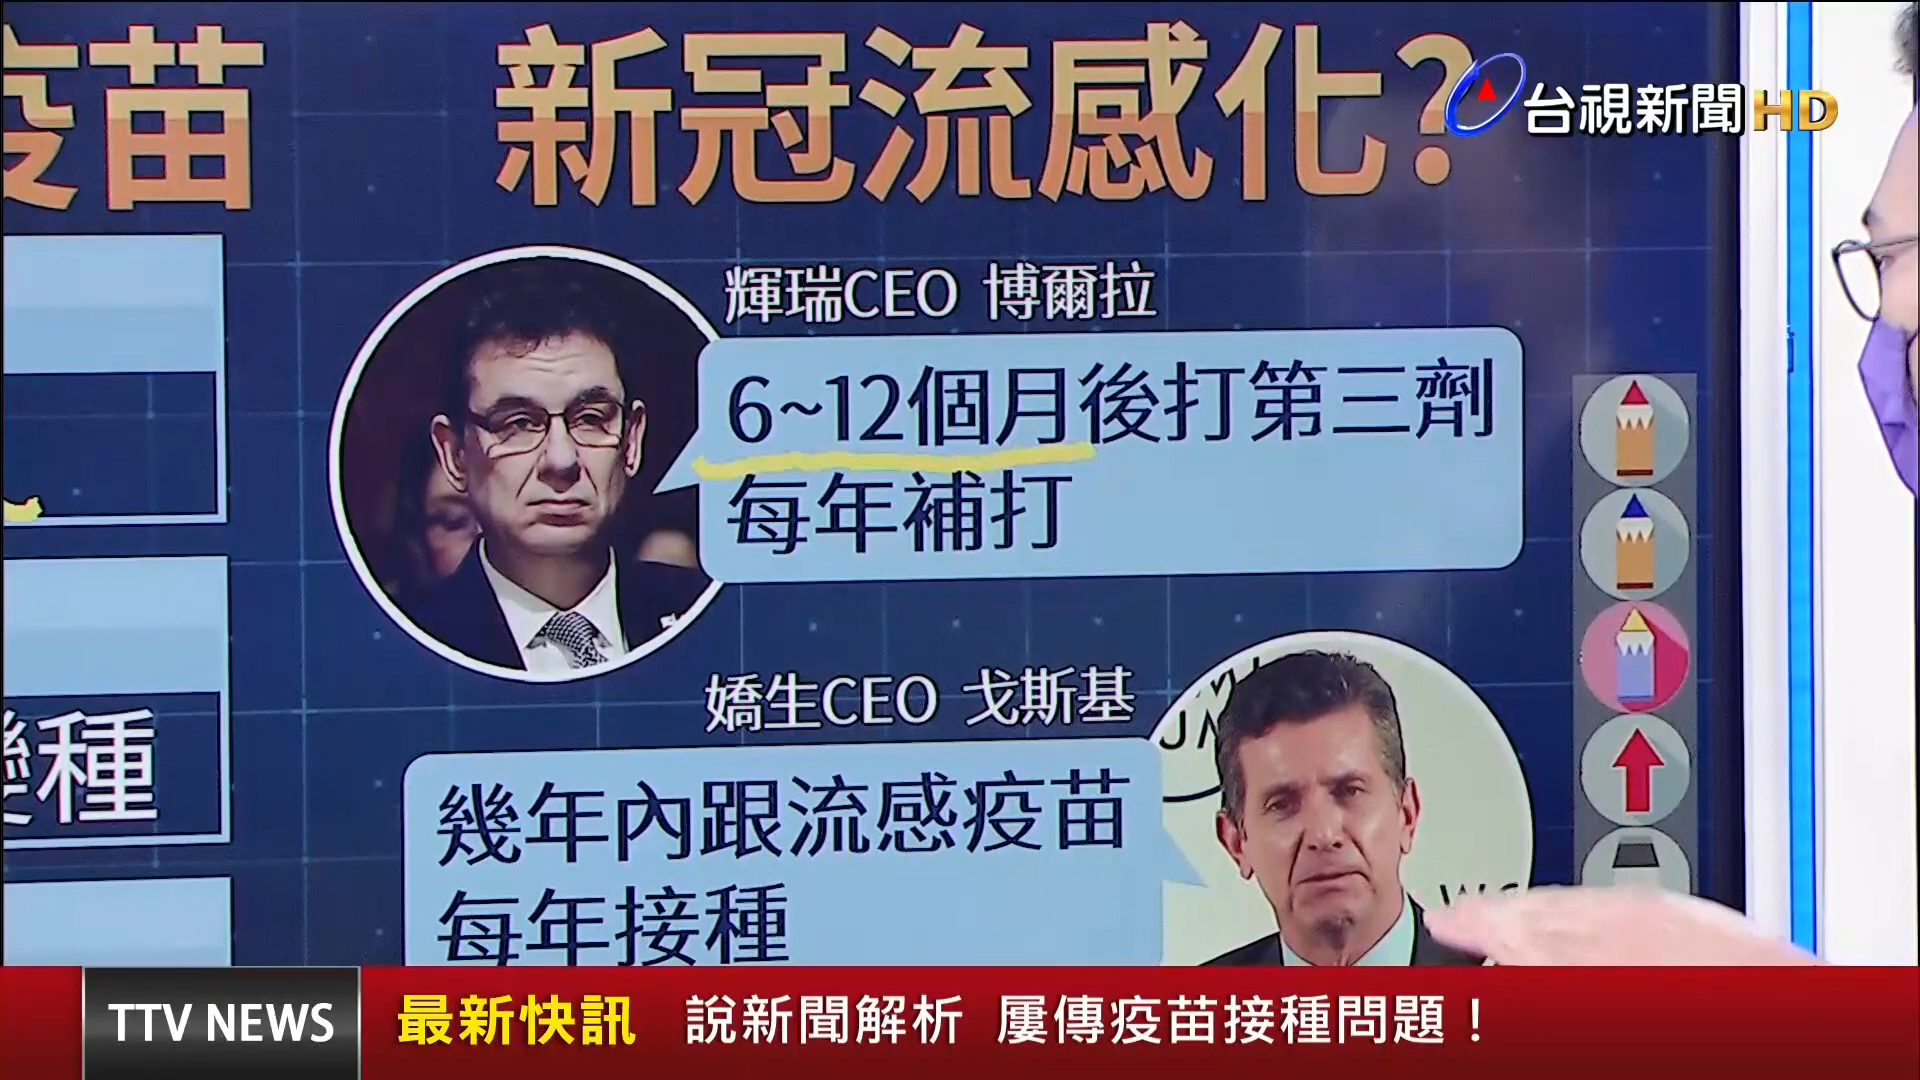 疫苗
新冠流感化?
台視新聞HD
輝瑞CEO 博爾拉
6~12個月後打第三劑
每年補打
變種
嬌生CEO 戈斯基
幾年內跟流感疫苗
每年接種
TTV NEWS
最新快訊 說新聞解析 屢傳疫苗接種問題！